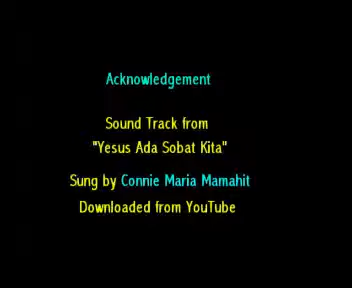 Acknowledgement
Sound Track from
"Yesus Ada Sobat Kita"
Sung by Connie Maria Mamahit
Downloaded from YouTube